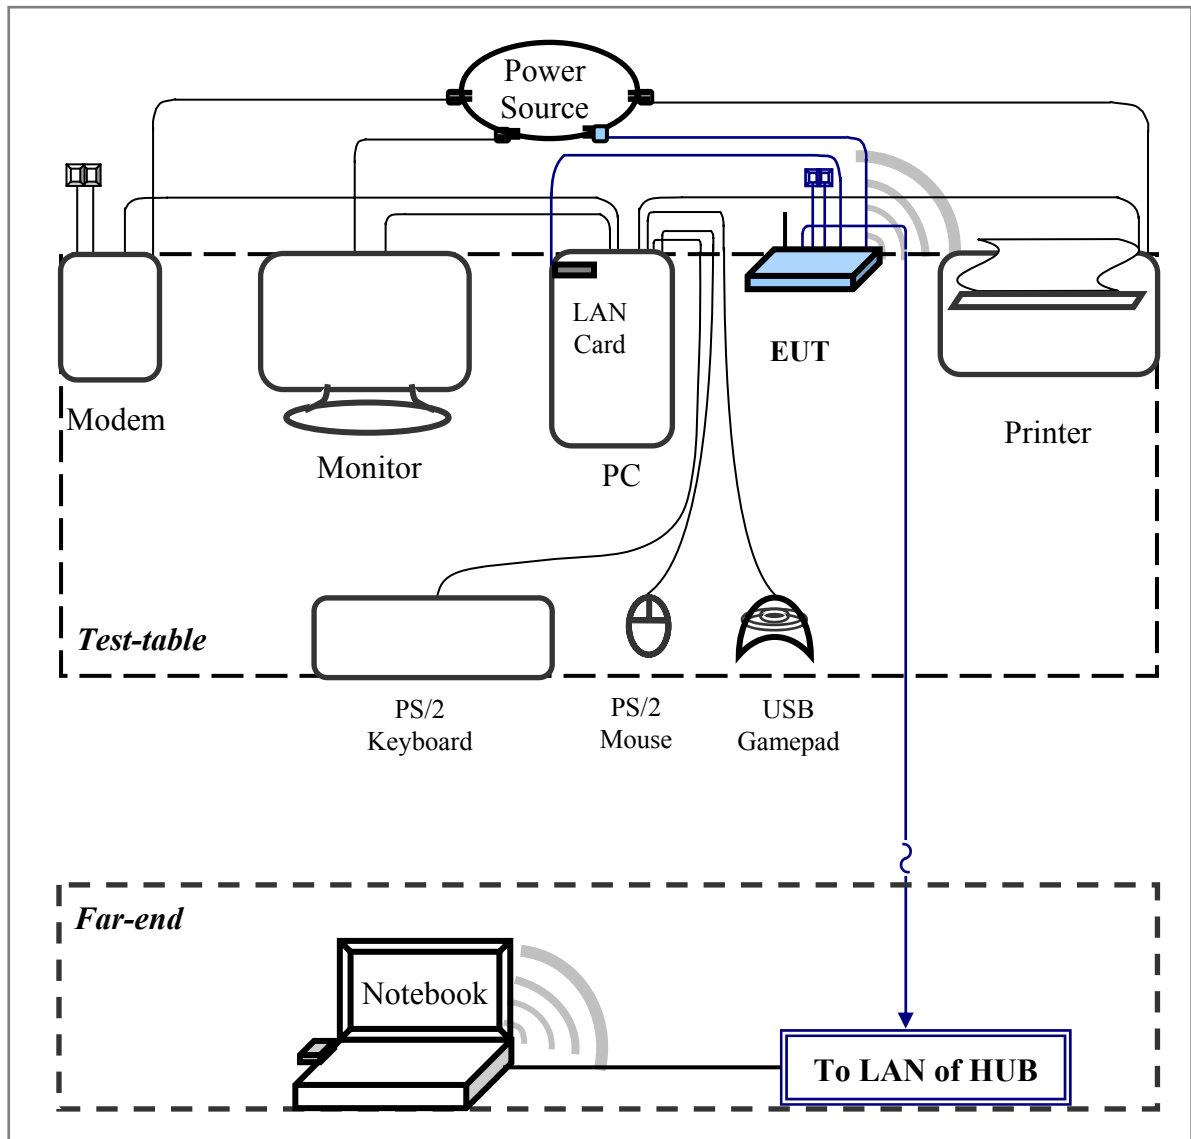 Power
Source
LAN
Card
EUT
Modem
Monitor
PC
Printer
Test-table
PS/2
Keyboard
PS/2
Mouse
USB
Gamepad
Far-end
Notebook
To LAN of HUB